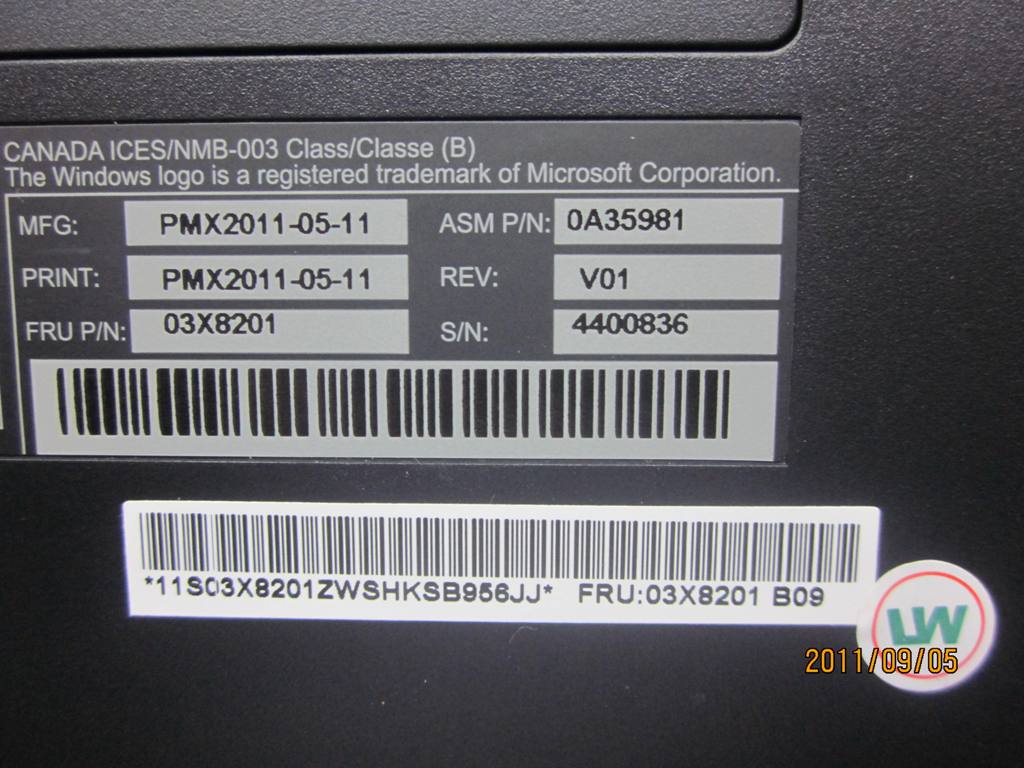 CANADA ICES/NMB-003 Class/Classe (B)
The Windows logo is a registered trademark of Microsoft Corporation.
MFG: PMX2011-05-11 ASM P/N: 0A35981
PRINT: PMX2011-05-11 REV: V01
FRU P/N: 03X8201 S/N: 4400836
*11S03X8201ZWSHKSB956JJ* FRU:03X8201 B09
LW
2011/09/05